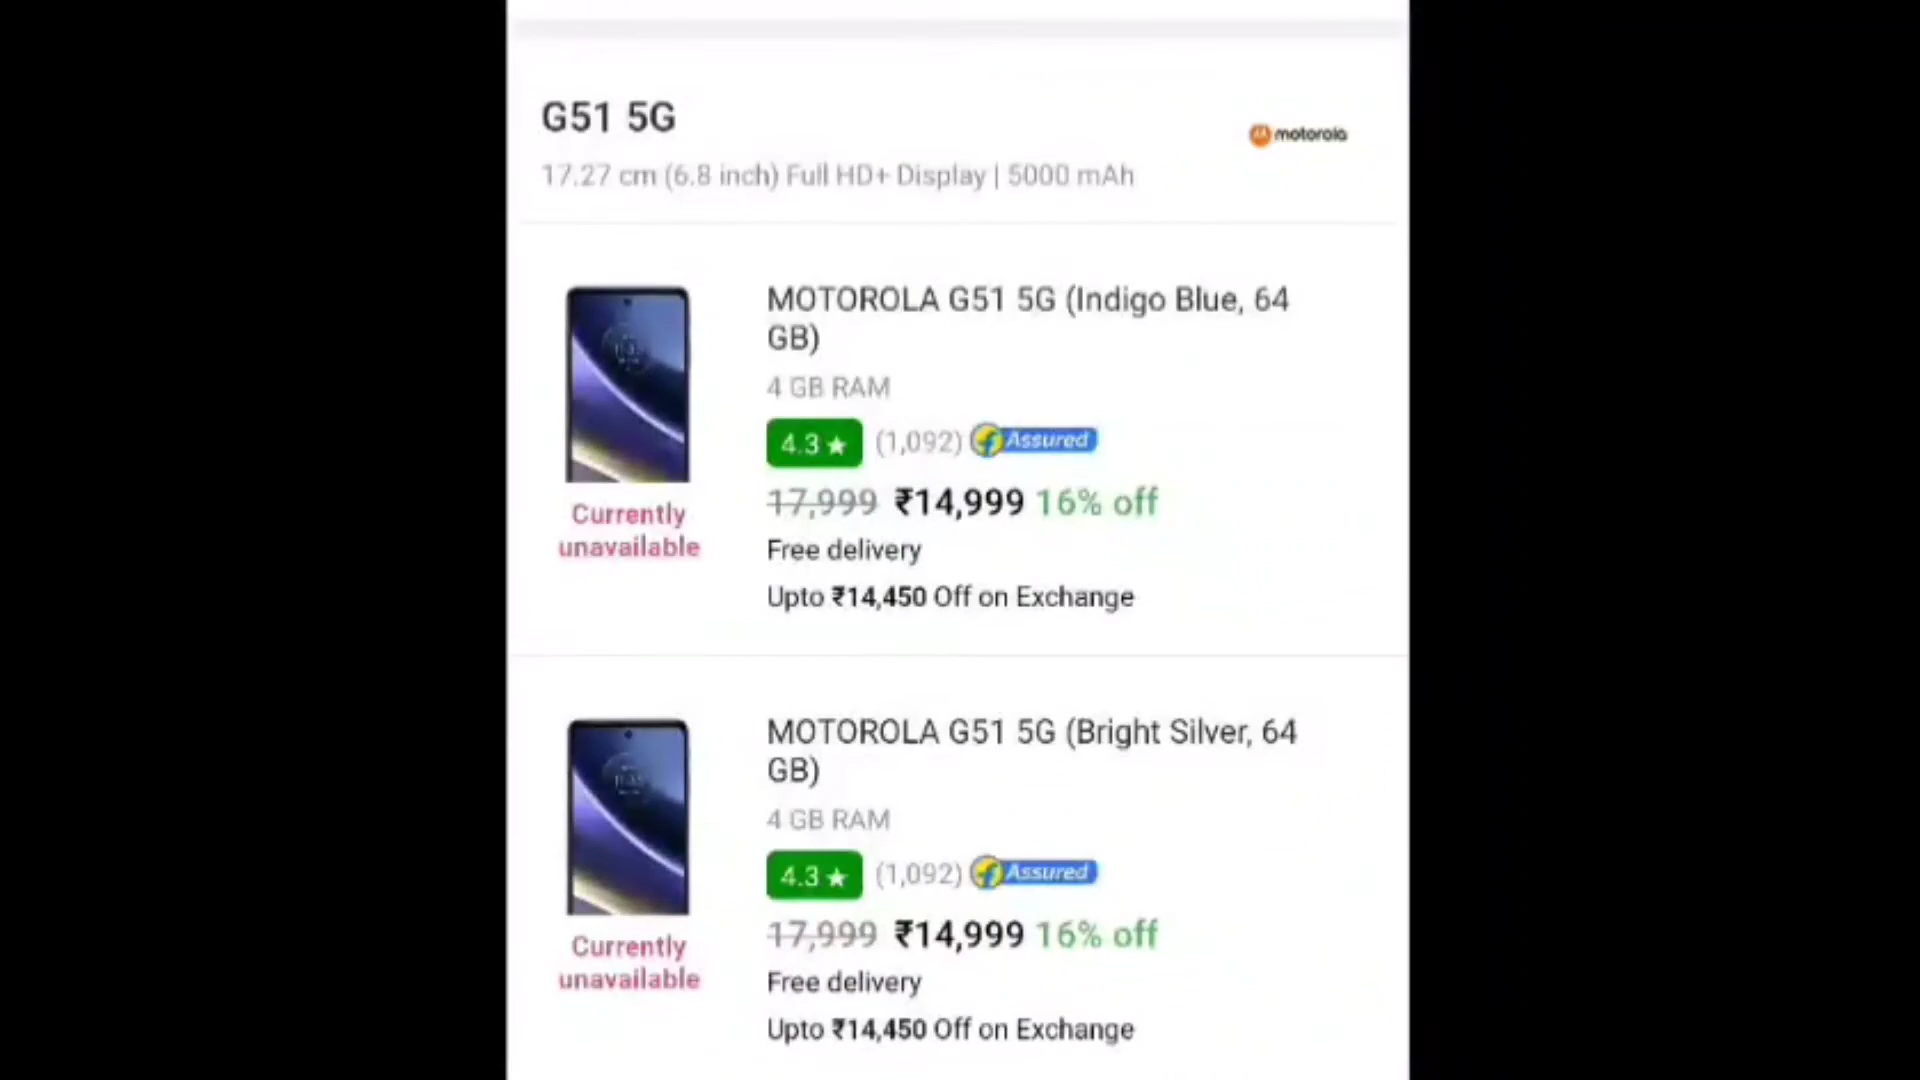 G51 5G
motorola
17.27 cm (6.8 inch) Full HD+ Display | 5000 mAh
MOTOROLA G51 5G (Indigo Blue, 64
GB)
4 GB RAM
4.3★ (1,092) Assured
17,999 ₹14,999 16% off
Currently
unavailable
Free delivery
Upto ₹14,450 Off on Exchange
MOTOROLA G51 5G (Bright Silver, 64
GB)
4 GB RAM
4.3★ (1,092) Assured
17,999 ₹14,999 16% off
Currently
unavailable
Free delivery
Upto ₹14,450 Off on Exchange